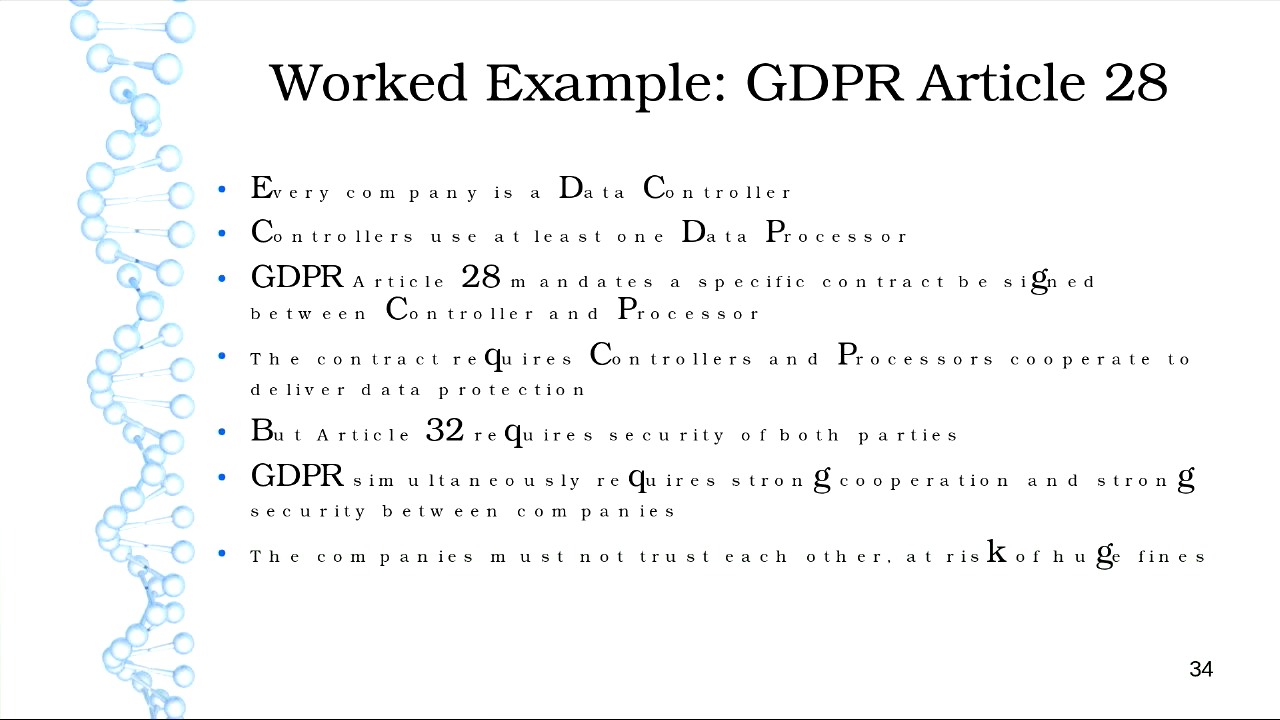 Worked Example: GDPR Article 28
• Every company is a Data Controller
• Controllers use at least one Data Processor
• GDPR Article 28 mandates a specific contract be signed
between Controller and Processor
• The contract requires Controllers and Processors cooperate to
deliver data protection
• But Article 32 requires security of both parties
• GDPR simultaneously requires strong cooperation and strong
security between companies
• The companies must not trust each other, at risk of huge fines
34